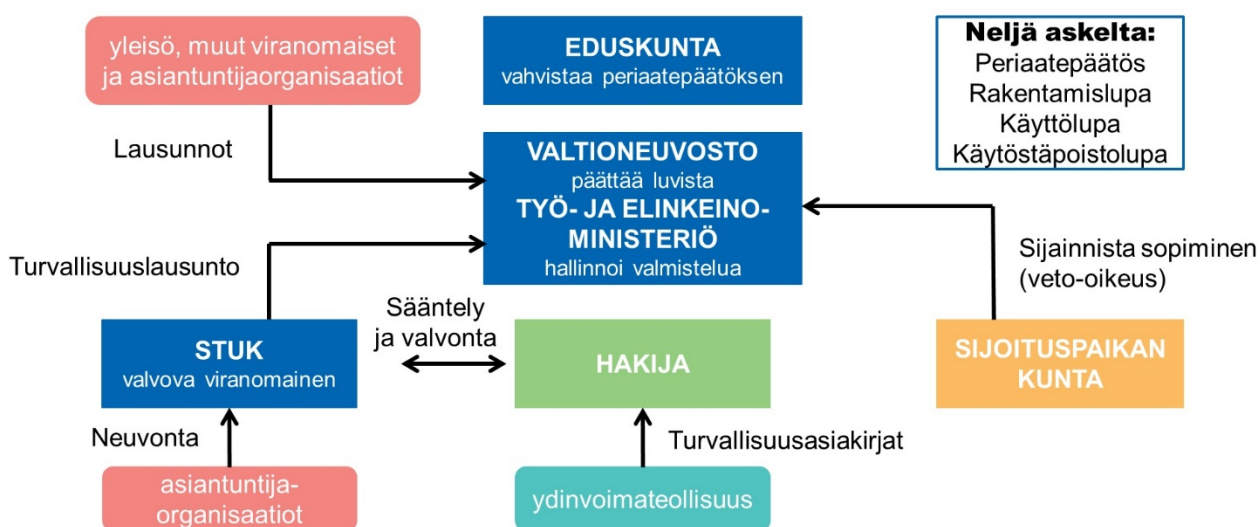 yleisö, muut viranomaiset
ja asiantuntijaorganisaatiot
EDUSKUNTA
vahvistaa periaatepäätöksen
Neljä askelta:
Periaatepäätös
Rakentamislupa
Käyttölupa
Käytöstäpoistolupa
Lausunnot
VALTIONEUVOSTO
päättää luvista
TYÖ- JA ELINKEINO-
MINISTERIÖ
hallinnoi valmistelua
Turvallisuuslausunto
Sijainnista sopiminen
(veto-oikeus)
Sääntely
ja valvonta
STUK
valvova viranomainen
HAKIJA
SIJOITUSPAIKAN
KUNTA
Neuvonta
Turvallisuusasiakirjat
asiantuntija-
organisaatiot
ydinvoimateollisuus